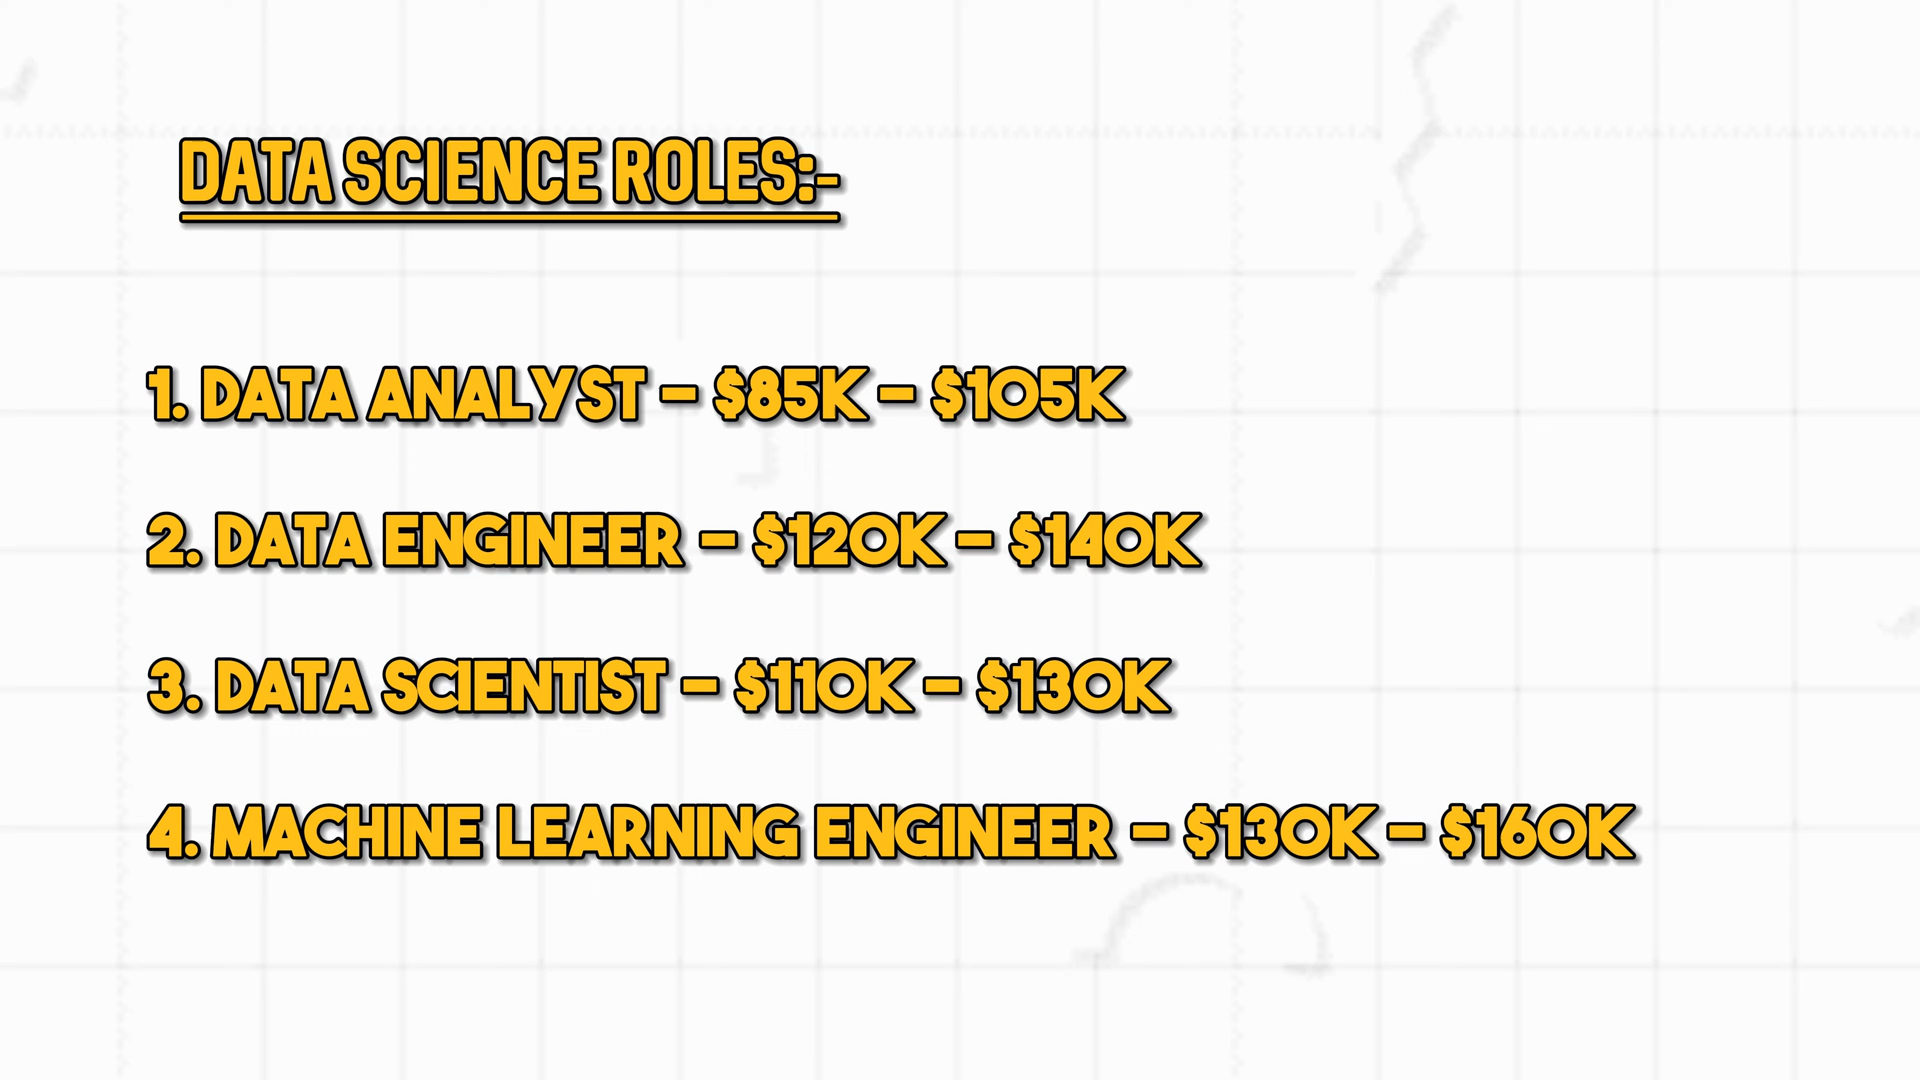 DATA SCIENCE ROLES:-
1. DATA ANALYST – $85K – $105K
2. DATA ENGINEER – $120K – $140K
3. DATA SCIENTIST – $110K – $130K
4. MACHINE LEARNING ENGINEER – $130K – $160K